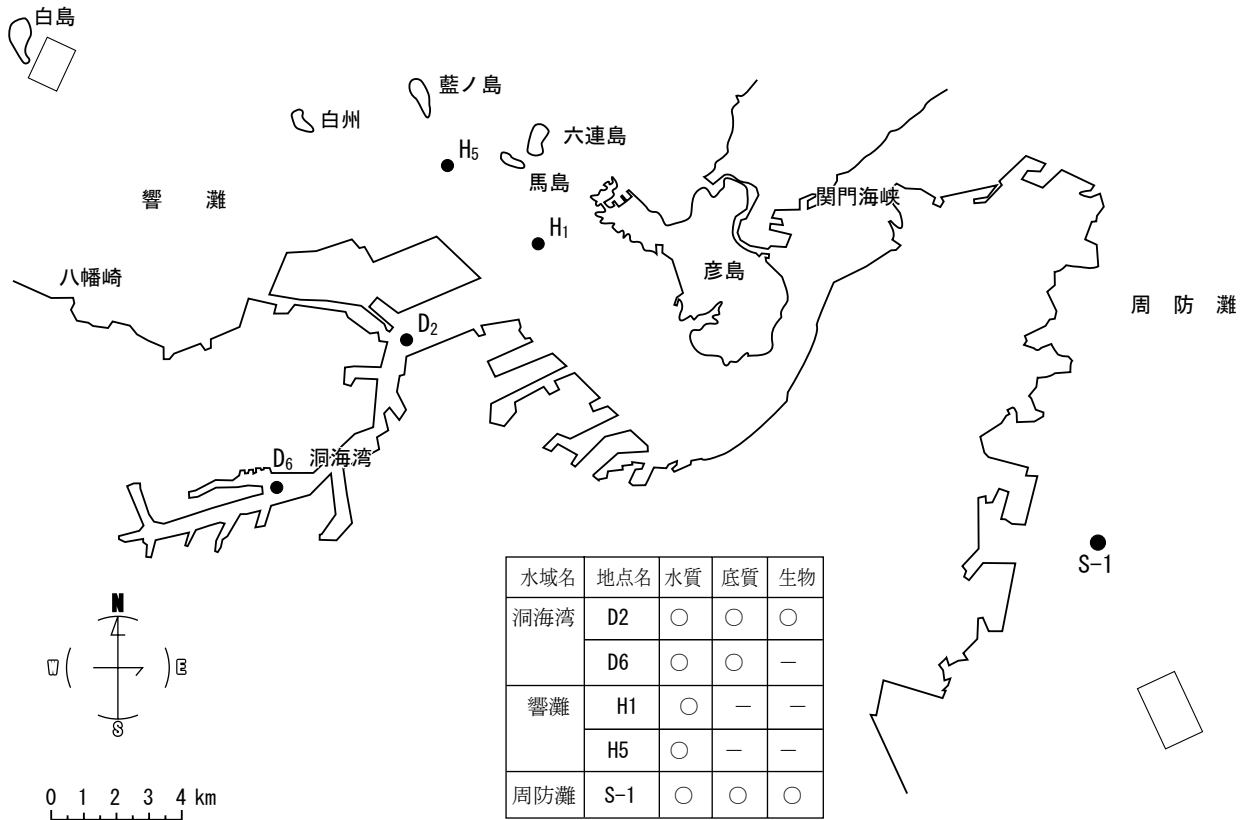 白島
藍ノ島
白州
六連島
H5
馬島
響 灘
関門海峡
H1
八幡崎
彦島
周 防 灘
D2
D6 洞海湾
S-1
水域名 地点名 水質 底質 生物
洞海湾 D2 ○ ○ ○
D6 ○ ○ －
響灘 H1 ○ － －
H5 ○ － －
周防灘 S-1 ○ ○ ○
N
W E
S
0 1 2 3 4 km